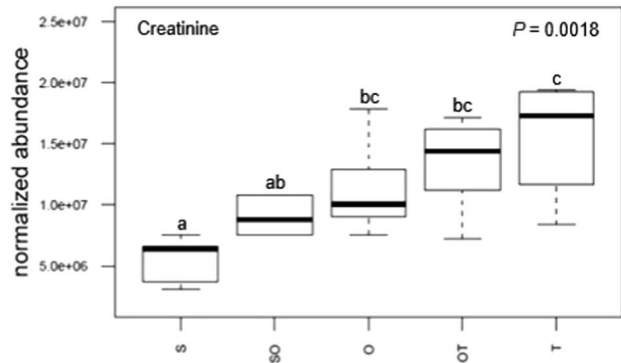 Creatinine
P = 0.0018
normalized abundance
2.5e+07
2.0e+07
1.5e+07
1.0e+07
5.0e+06
a
ab
bc
bc
c
S
SO
O
OT
T